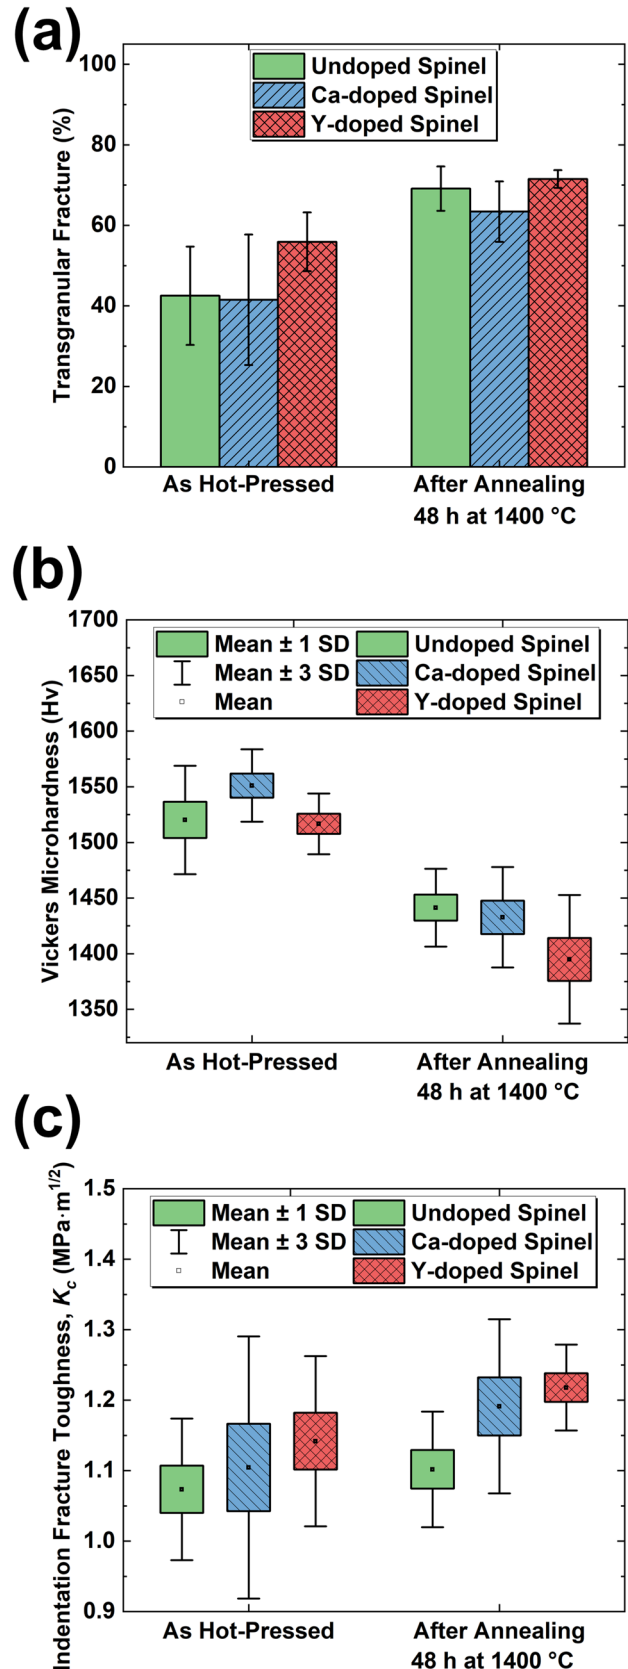 (a)
100
80
60
40
20
0
Transgranular Fracture (%)
Undoped Spinel
Ca-doped Spinel
Y-doped Spinel
As Hot-Pressed
After Annealing
48 h at 1400 °C
(b)
1700
1650
1600
1550
1500
1450
1400
1350
Vickers Microhardness (Hv)
Mean ± 1 SD Undoped Spinel
Mean ± 3 SD Ca-doped Spinel
Mean Y-doped Spinel
As Hot-Pressed
After Annealing
48 h at 1400 °C
(c)
1.5
1.4
1.3
1.2
1.1
1.0
0.9
Indentation Fracture Toughness, Kc (MPa·m^1/2)
Mean ± 1 SD Undoped Spinel
Mean ± 3 SD Ca-doped Spinel
Mean Y-doped Spinel
As Hot-Pressed
After Annealing
48 h at 1400 °C